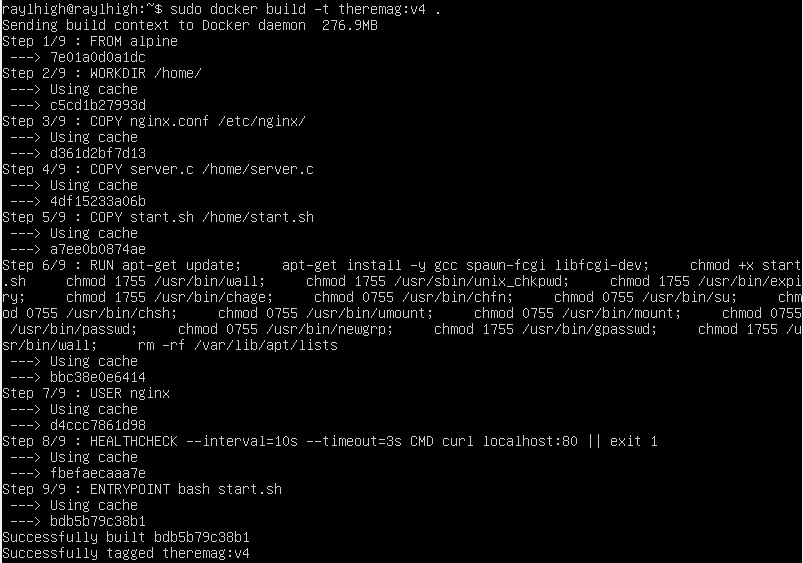 raylhigh@raylhigh:~$ sudo docker build -t theremag:v4 .
Sending build context to Docker daemon  276.9MB
Step 1/9 : FROM alpine
 ---> 7e01a0d0a1dc
Step 2/9 : WORKDIR /home/
 ---> Using cache
 ---> c5cd1b27993d
Step 3/9 : COPY nginx.conf /etc/nginx/
 ---> Using cache
 ---> d361d2bf7d13
Step 4/9 : COPY server.c /home/server.c
 ---> Using cache
 ---> 4df15233a06b
Step 5/9 : COPY start.sh /home/start.sh
 ---> Using cache
 ---> a7ee0b0874ae
Step 6/9 : RUN apt-get update;     apt-get install -y gcc spawn-fcgi libfcgi-dev;     chmod +x start
.sh     chmod 1755 /usr/bin/wall;     chmod 1755 /usr/sbin/unix_chkpwd;     chmod 1755 /usr/bin/expi
ry;     chmod 1755 /usr/bin/chage;     chmod 0755 /usr/bin/chfn;     chmod 0755 /usr/bin/su;     chm
od 0755 /usr/bin/chsh;     chmod 0755 /usr/bin/umount;     chmod 0755 /usr/bin/mount;     chmod 0755
 /usr/bin/passwd;     chmod 0755 /usr/bin/newgrp;     chmod 1755 /usr/bin/gpasswd;     chmod 1755 /u
sr/bin/wall;     rm -rf /var/lib/apt/lists
 ---> Using cache
 ---> bbc38e0e6414
Step 7/9 : USER nginx
 ---> Using cache
 ---> d4ccc7861d98
Step 8/9 : HEALTHCHECK --interval=10s --timeout=3s CMD curl localhost:80 || exit 1
 ---> Using cache
 ---> fbefaecaaa7e
Step 9/9 : ENTRYPOINT bash start.sh
 ---> Using cache
 ---> bdb5b79c38b1
Successfully built bdb5b79c38b1
Successfully tagged theremag:v4